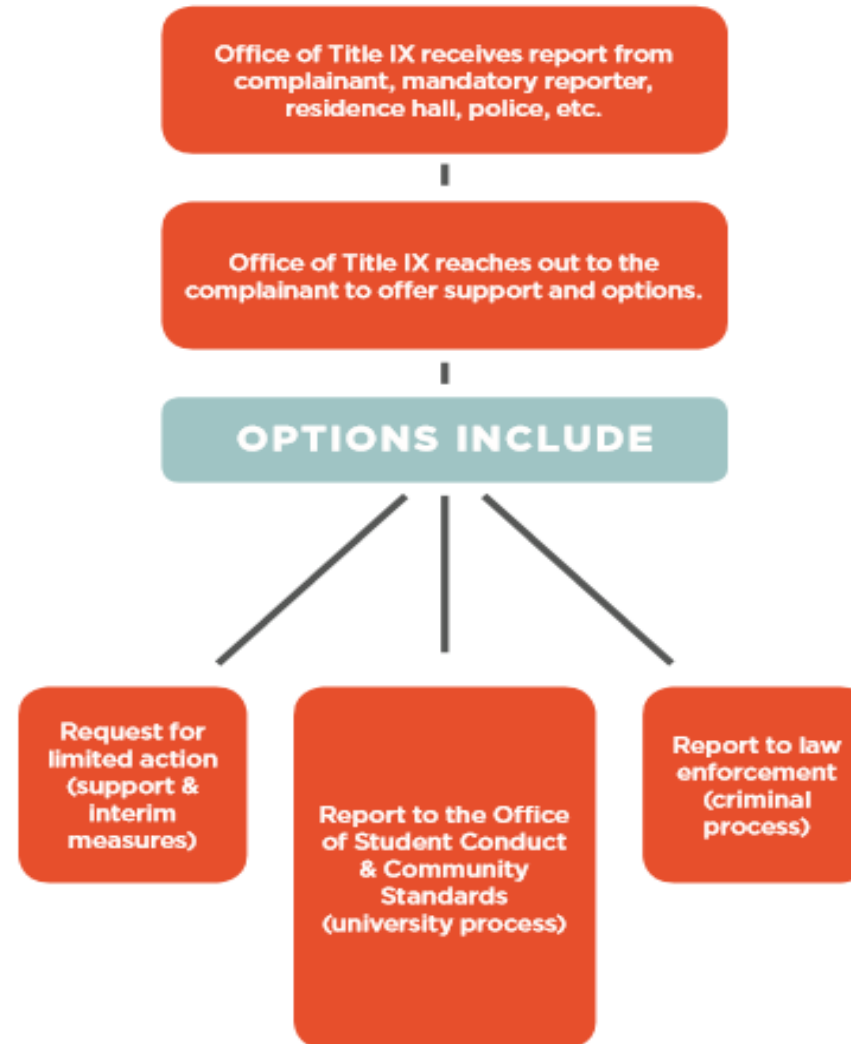 Office of Title IX receives report from
complainant, mandatory reporter,
residence hall, police, etc.
Office of Title IX reaches out to the
complainant to offer support and options.
OPTIONS INCLUDE
Request for
limited action
(support &
interim
measures)
Report to the Office
of Student Conduct
& Community
Standards
(university process)
Report to law
enforcement
(criminal
process)